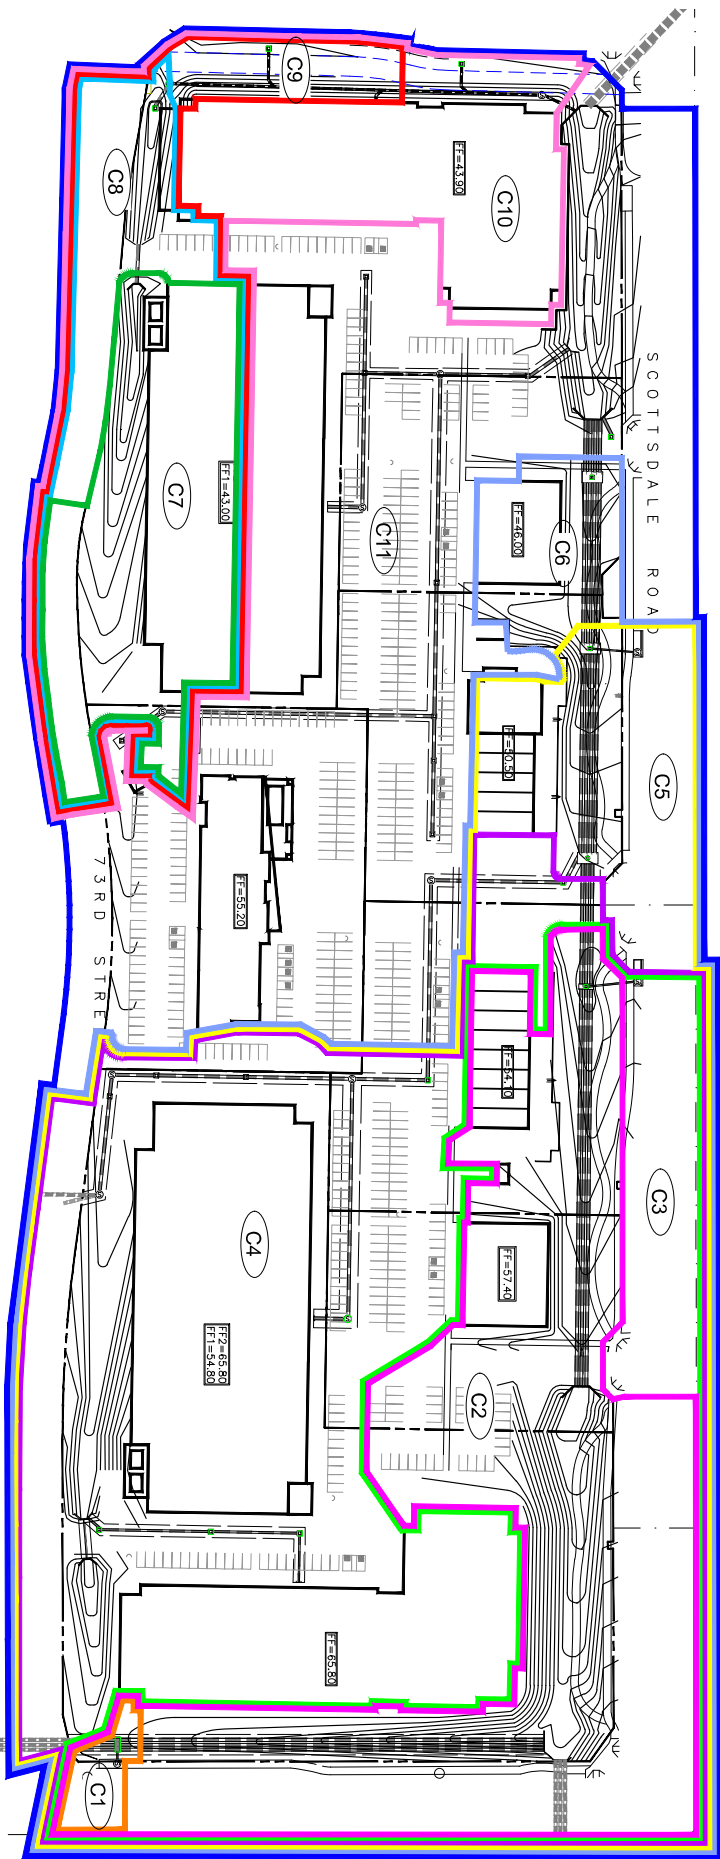 C9
C8
FF=43.90
C10
SCOTTSDALE ROAD
C7
FF1=43.00
C11
FF=46.00
C6
FF=50.50
C5
73RD STRE
FF=55.20
FF=54.10
C3
C4
FF=57.40
FF2=65.80
FF1=54.80
C2
FF=65.80
C1